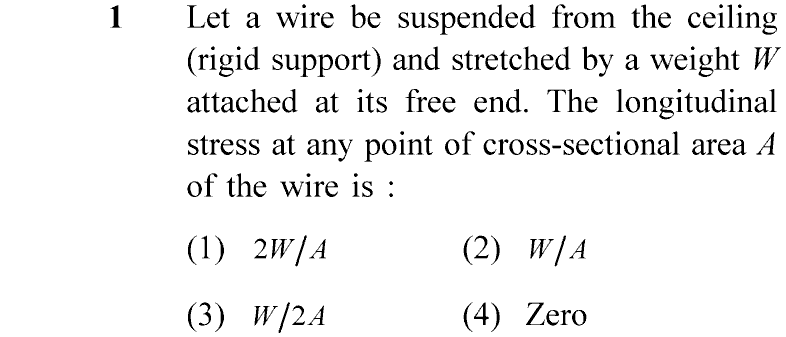 1 Let a wire be suspended from the ceiling
(rigid support) and stretched by a weight W
attached at its free end. The longitudinal
stress at any point of cross-sectional area A
of the wire is :
(1) 2W/A (2) W/A
(3) W/2A (4) Zero